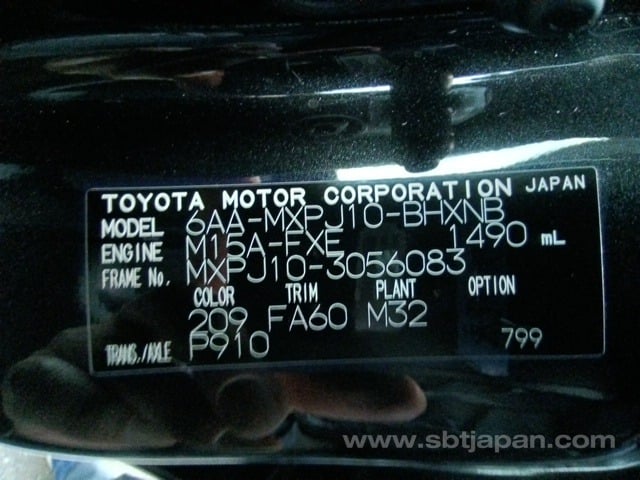 TOYOTA MOTOR CORPORATION JAPAN
MODEL 6AA-MXPJ10-BHXNB
ENGINE M15A-FXE 1490 mL
FRAME No. MXPJ10-3056083
COLOR TRIM PLANT OPTION
209 FA60 M32
TRANS./AXLE P910 799
www.sbtjapan.com